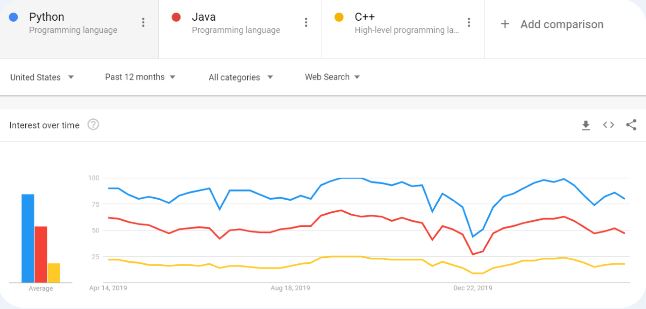 Python
Programming language
Java
Programming language
C++
High-level programming la...
+ Add comparison
United States
Past 12 months
All categories
Web Search
Interest over time ?
100
75
50
25
Average
Apr 14, 2019
Aug 18, 2019
Dec 22, 2019